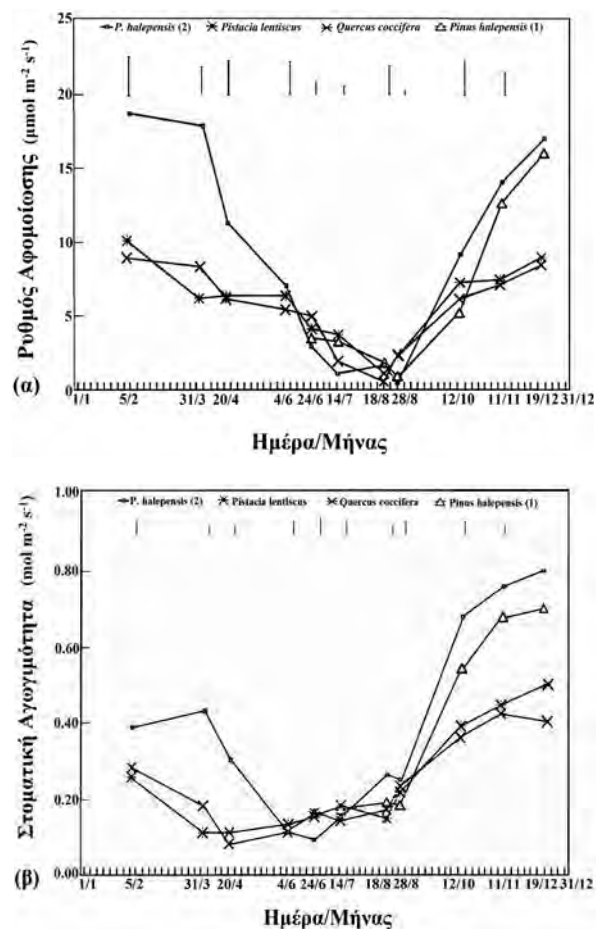 25
P. halepensis (2) Pistacia lentiscus Quercus coccifera Pinus halepensis (1)
20
15
10
5
0
Ρυθμός Αφομοίωσης (μmol m⁻² s⁻¹)
(α)
1/1 5/2 31/3 20/4 4/6 24/6 14/7 18/8 28/8 12/10 11/11 19/12 31/12
Ημέρα/Μήνας
1.00
P. halepensis (2) Pistacia lentiscus Quercus coccifera Pinus halepensis (1)
0.80
0.60
0.40
0.20
0.00
Στοματική Αγωγιμότητα (mol m⁻² s⁻¹)
(β)
1/1 5/2 31/3 20/4 4/6 24/6 14/7 18/8 28/8 12/10 11/11 19/12 31/12
Ημέρα/Μήνας